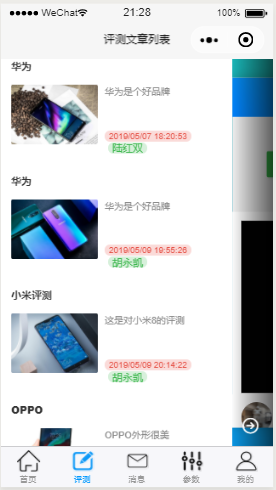 WeChat
21:28
100%
评测文章列表
华为
华为是个好品牌
2019/05/07 18:20:53
陆红双
华为
华为是个好品牌
2019/05/09 19:55:26
胡永凯
小米评测
这是对小米8的评测
2019/05/09 20:14:22
胡永凯
OPPO
OPPO外形很美
首页
评测
消息
参数
我的